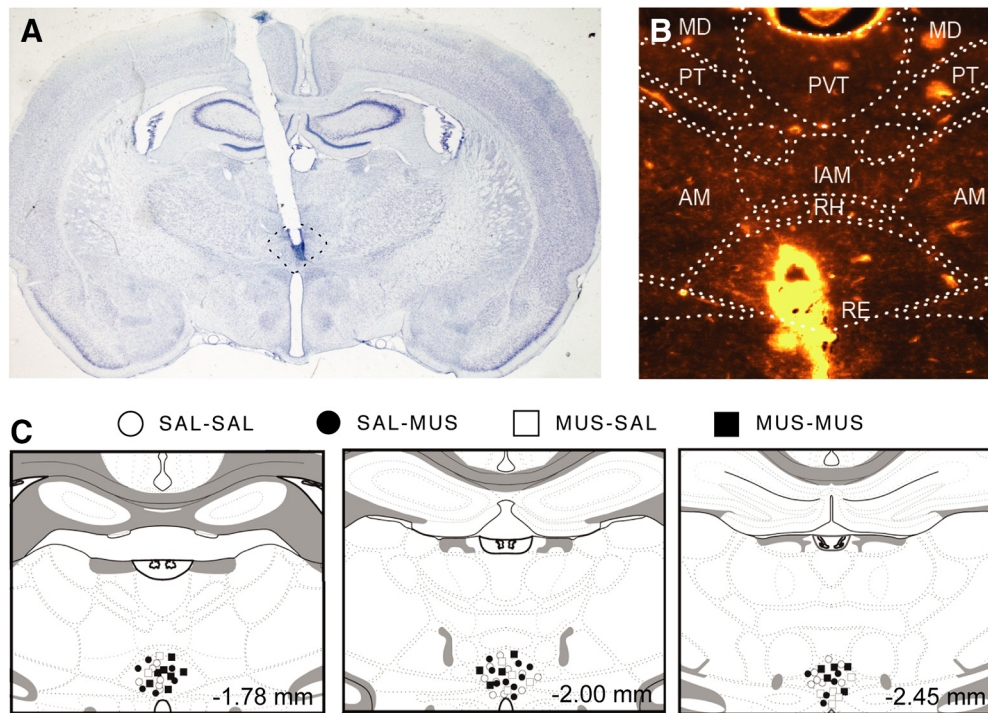 A
B
MD
MD
PT
PT
PVT
IAM
AM
AM
RH
RE
C
SAL-SAL
SAL-MUS
MUS-SAL
MUS-MUS
-1.78 mm
-2.00 mm
-2.45 mm